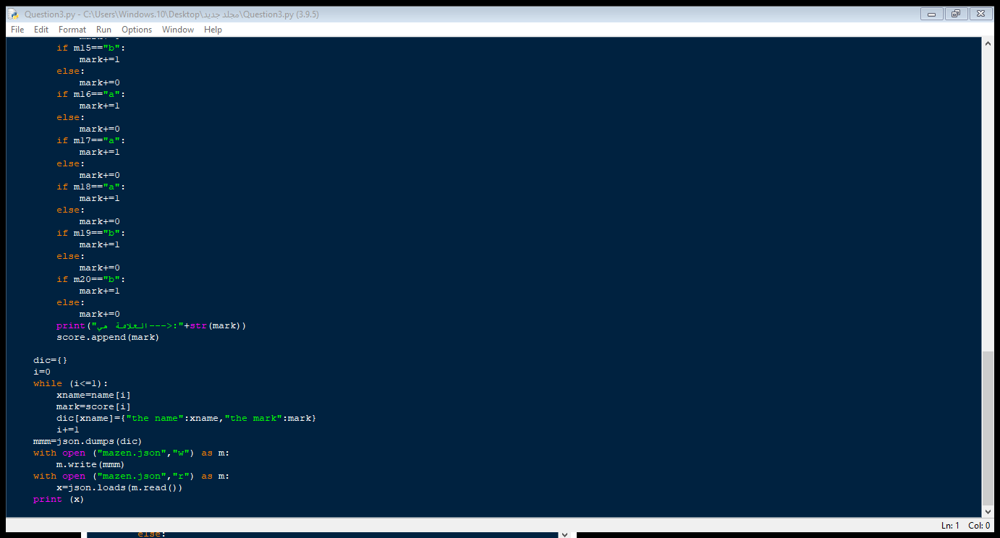 Question3.py - C:\Users\Windows.10\Desktop\مجلد جديد\Question3.py (3.9.5)
File Edit Format Run Options Window Help
if m15=="b":
mark+=1
else:
mark+=0
if m16=="a":
mark+=1
else:
mark+=0
if m17=="a":
mark+=1
else:
mark+=0
if m18=="a":
mark+=1
else:
mark+=0
if m19=="b":
mark+=1
else:
mark+=0
if m20=="b":
mark+=1
else:
mark+=0
print("العلامة هي--->:"+str(mark))
score.append(mark)
dic={}
i=0
while (i<=1):
xname=name[i]
mark=score[i]
dic[xname]={"the name":xname,"the mark":mark}
i+=1
mmm=json.dumps(dic)
with open ("mazen.json","w") as m:
m.write(mmm)
with open ("mazen.json","r") as m:
x=json.loads(m.read())
print (x)
Ln: 1 Col: 0
else: